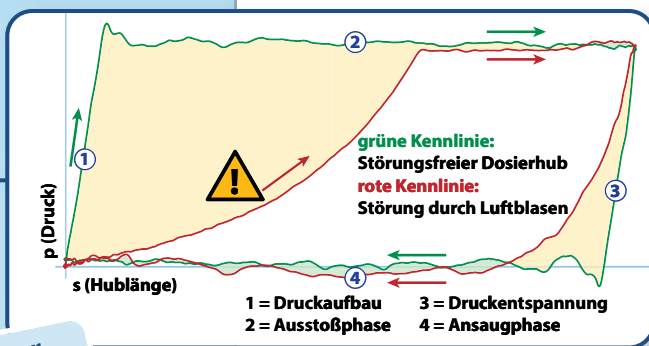 2
1
!
grüne Kennlinie:
Störungsfreier Dosierhub
rote Kennlinie:
Störung durch Luftblasen
3
p (Druck)
4
s (Hublänge)
1 = Druckaufbau
3 = Druckentspannung
2 = Ausstoßphase
4 = Ansaugphase